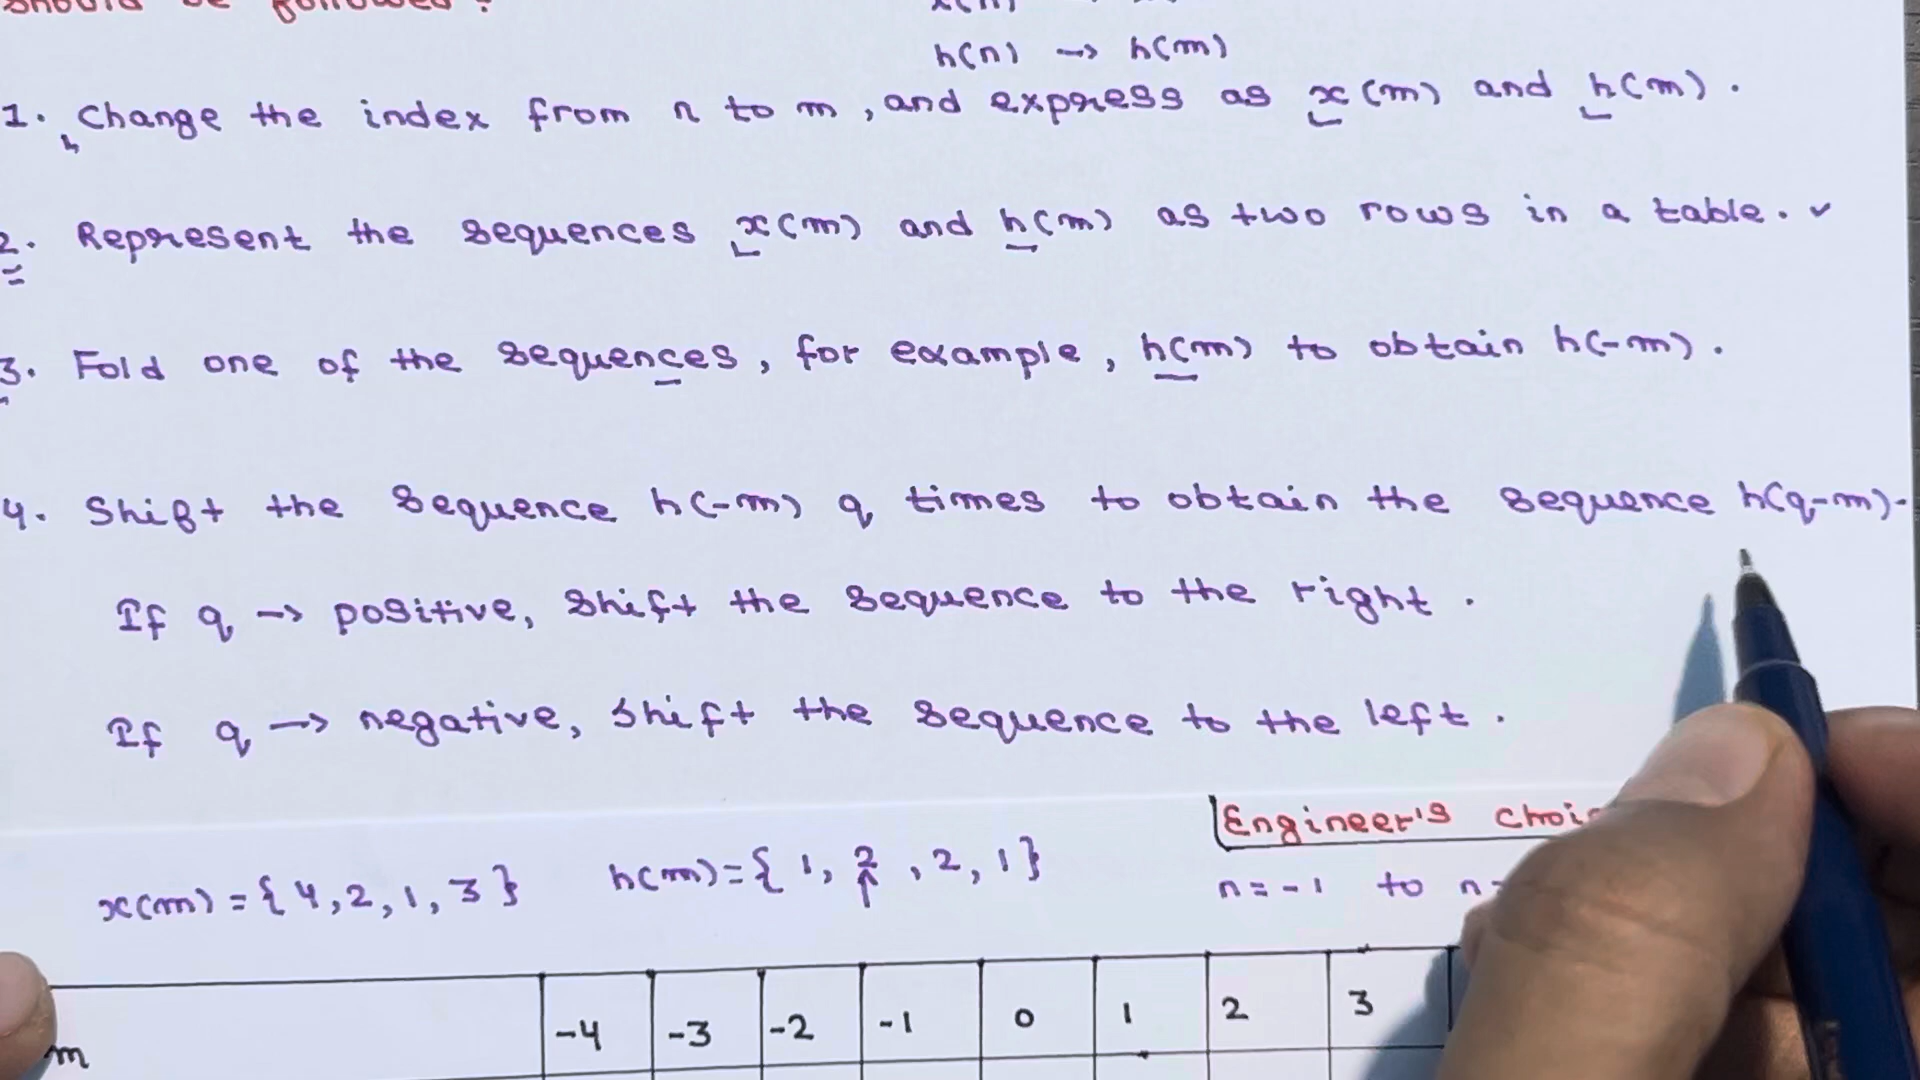 should be followed:
h(n) → h(m)
1. Change the index from n to m, and express as x(m) and h(m).
2. Represent the sequences x(m) and h(m) as two rows in a table. ✓
3. Fold one of the sequences, for example, h(m) to obtain h(-m).
4. Shift the sequence h(-m) q times to obtain the sequence h(q-m).
If q → positive, shift the sequence to the right.
If q → negative, shift the sequence to the left.
Engineer's
x(m) = {4, 2, 1, 3} h(m) = {1, 2, 2, 1}
↑
n = -1 to n
m -4 -3 -2 -1 0 1 2 3